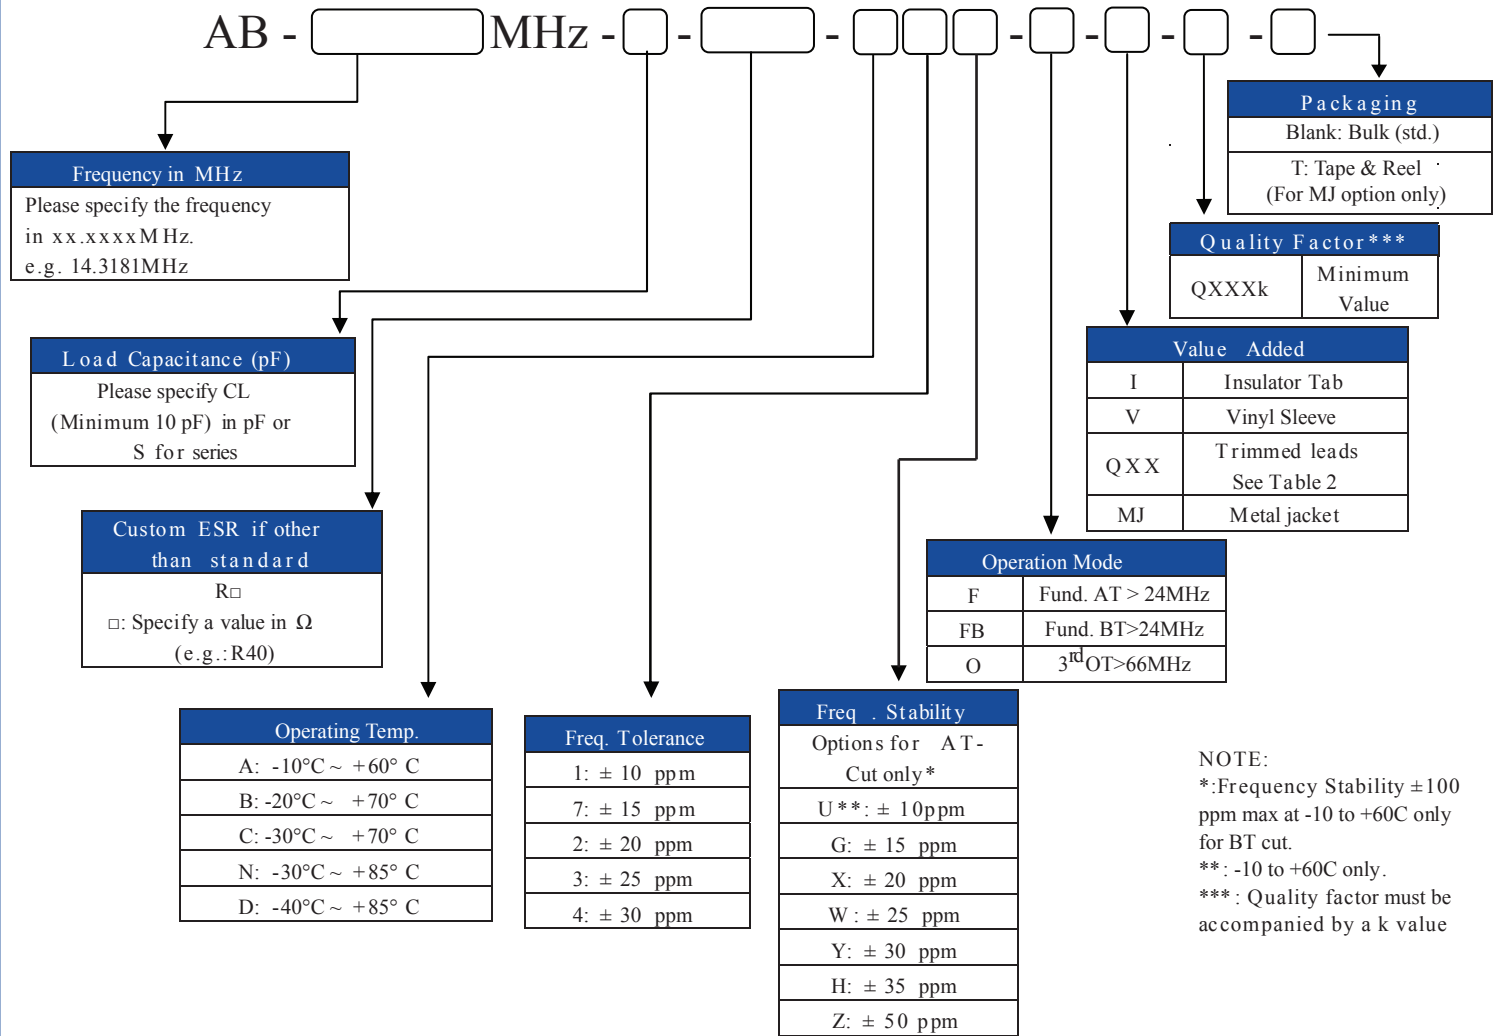 AB - MHz - - - - - - -
Packaging
Blank: Bulk (std.)
T: Tape & Reel
(For MJ option only)
Frequency in MHz
Please specify the frequency
in xx.xxxxMHz.
e.g. 14.3181MHz
Quality Factor***
QXXXk
Minimum
Value
Load Capacitance (pF)
Please specify CL
(Minimum 10 pF) in pF or
S for series
Value Added
I Insulator Tab
V Vinyl Sleeve
QXX
Trimmed leads
See Table 2
MJ Metal jacket
Custom ESR if other
than standard
R□
□: Specify a value in Ω
(e.g.:R40)
Operation Mode
F Fund. AT > 24MHz
FB Fund. BT>24MHz
O 3rdOT>66MHz
Operating Temp.
A: -10°C ~ +60° C
B: -20°C ~ +70° C
C: -30°C ~ +70° C
N: -30°C ~ +85° C
D: -40°C ~ +85° C
Freq. Tolerance
1: ± 10 ppm
7: ± 15 ppm
2: ± 20 ppm
3: ± 25 ppm
4: ± 30 ppm
Freq . Stability
Options for AT-
Cut only*
U**: ± 10ppm
G: ± 15 ppm
X: ± 20 ppm
W : ± 25 ppm
Y: ± 30 ppm
H: ± 35 ppm
Z: ± 50 ppm
NOTE:
*:Frequency Stability ±100
ppm max at -10 to +60C only
for BT cut.
**: -10 to +60C only.
***: Quality factor must be
accompanied by a k value